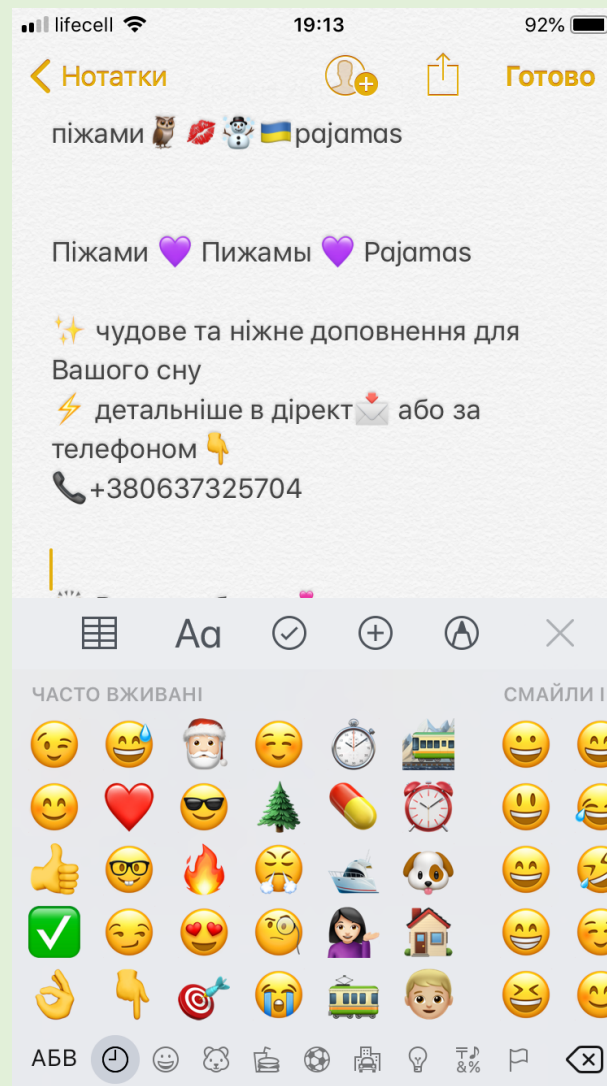 lifecell 19:13 92%
Нотатки Готово
піжами🦉💋☃️🇺🇦pajamas
Піжами 💜 Пижамы 💜 Pajamas
✨ чудове та ніжне доповнення для
Вашого сну
⚡ детальніше в дірект📩 або за
телефоном 👇
📞+380637325704
Aa
ЧАСТО ВЖИВАНІ СМАЙЛИ І
АБВ